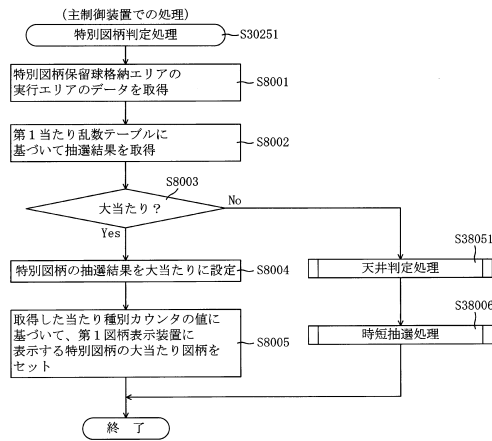 (主制御装置での処理)
特別図柄判定処理
S30251
特別図柄保留球格納エリアの
実行エリアのデータを取得
S8001
第1当たり乱数テーブルに
基づいて抽選結果を取得
S8002
S8003
大当たり?
No
Yes
特別図柄の抽選結果を大当たりに設定
S8004
取得した当たり種別カウンタの値に
基づいて、第1図柄表示装置に
表示する特別図柄の大当たり図柄を
セット
S8005
S38051
天井判定処理
S38006
時短抽選処理
終 了